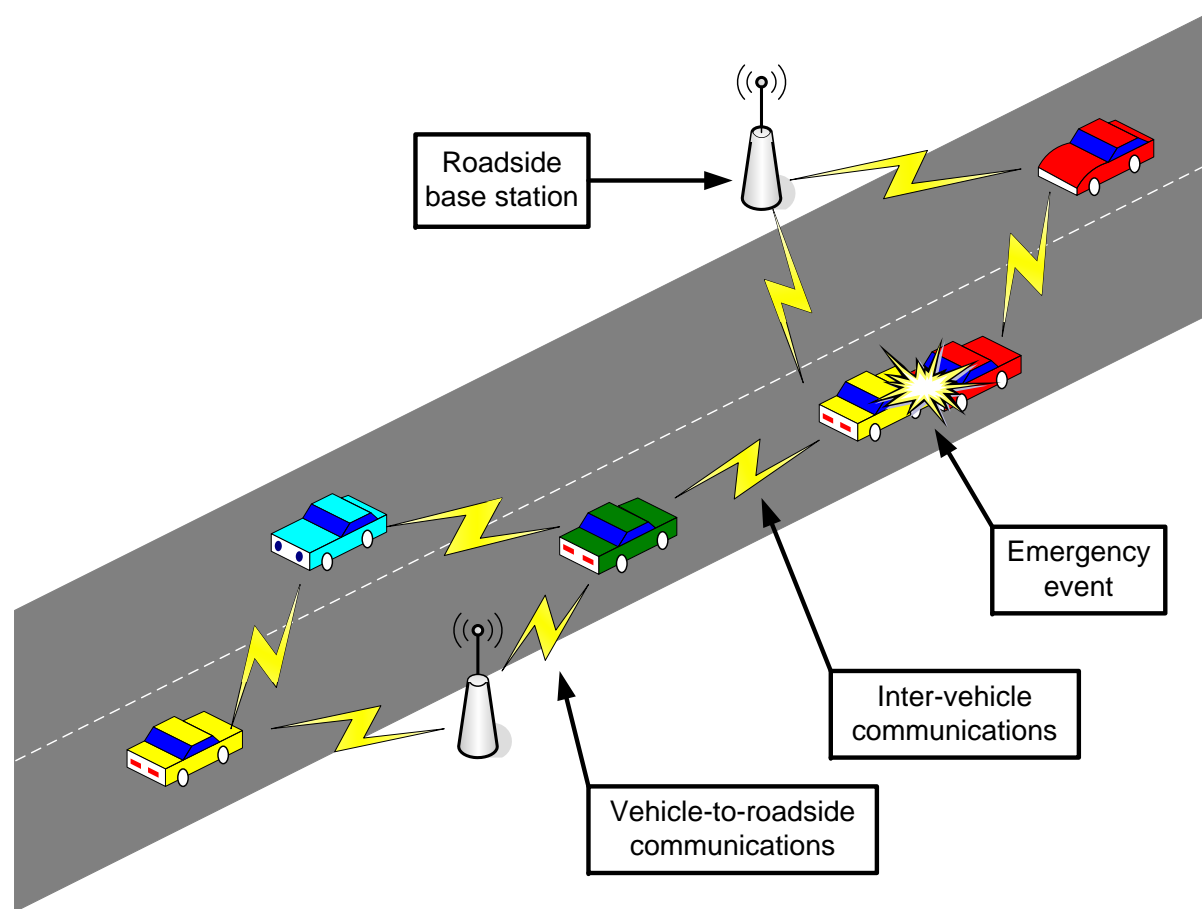 Roadside
base station
Emergency
event
Inter-vehicle
communications
Vehicle-to-roadside
communications